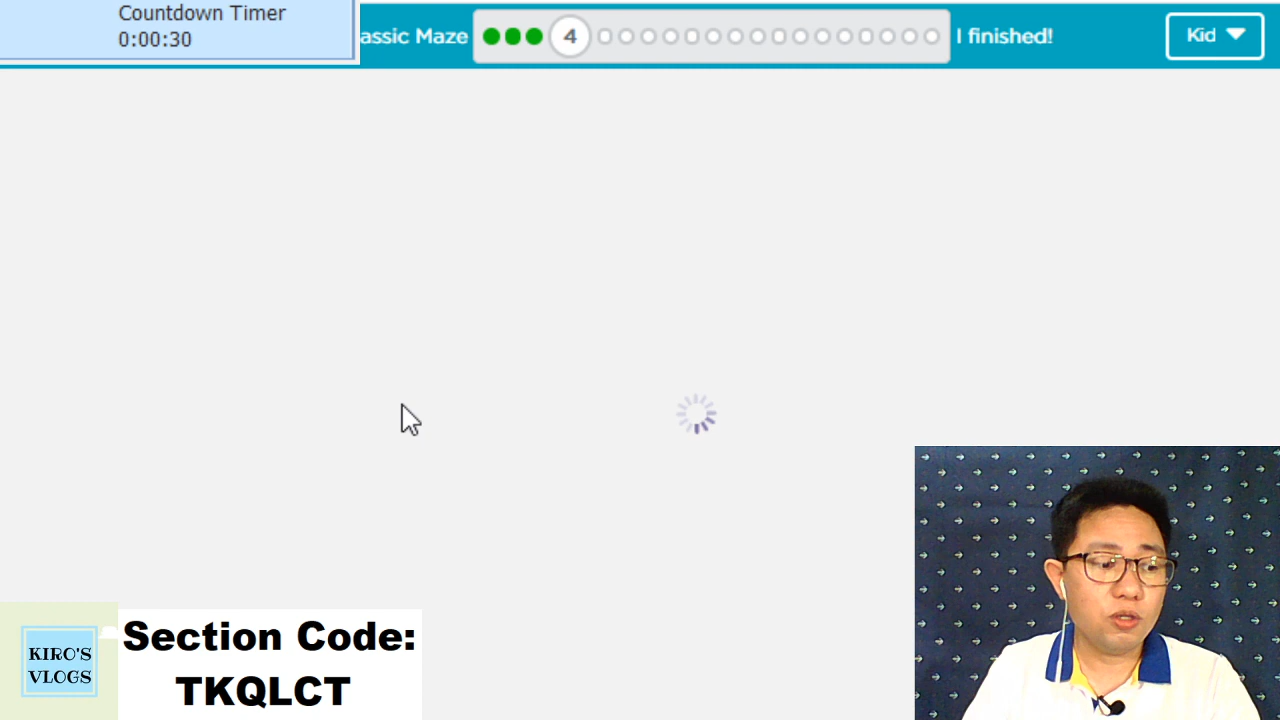 Countdown Timer
0:00:30
assic Maze
4
I finished!
Kid
KIRO'S
VLOGS
Section Code:
TKQLCT